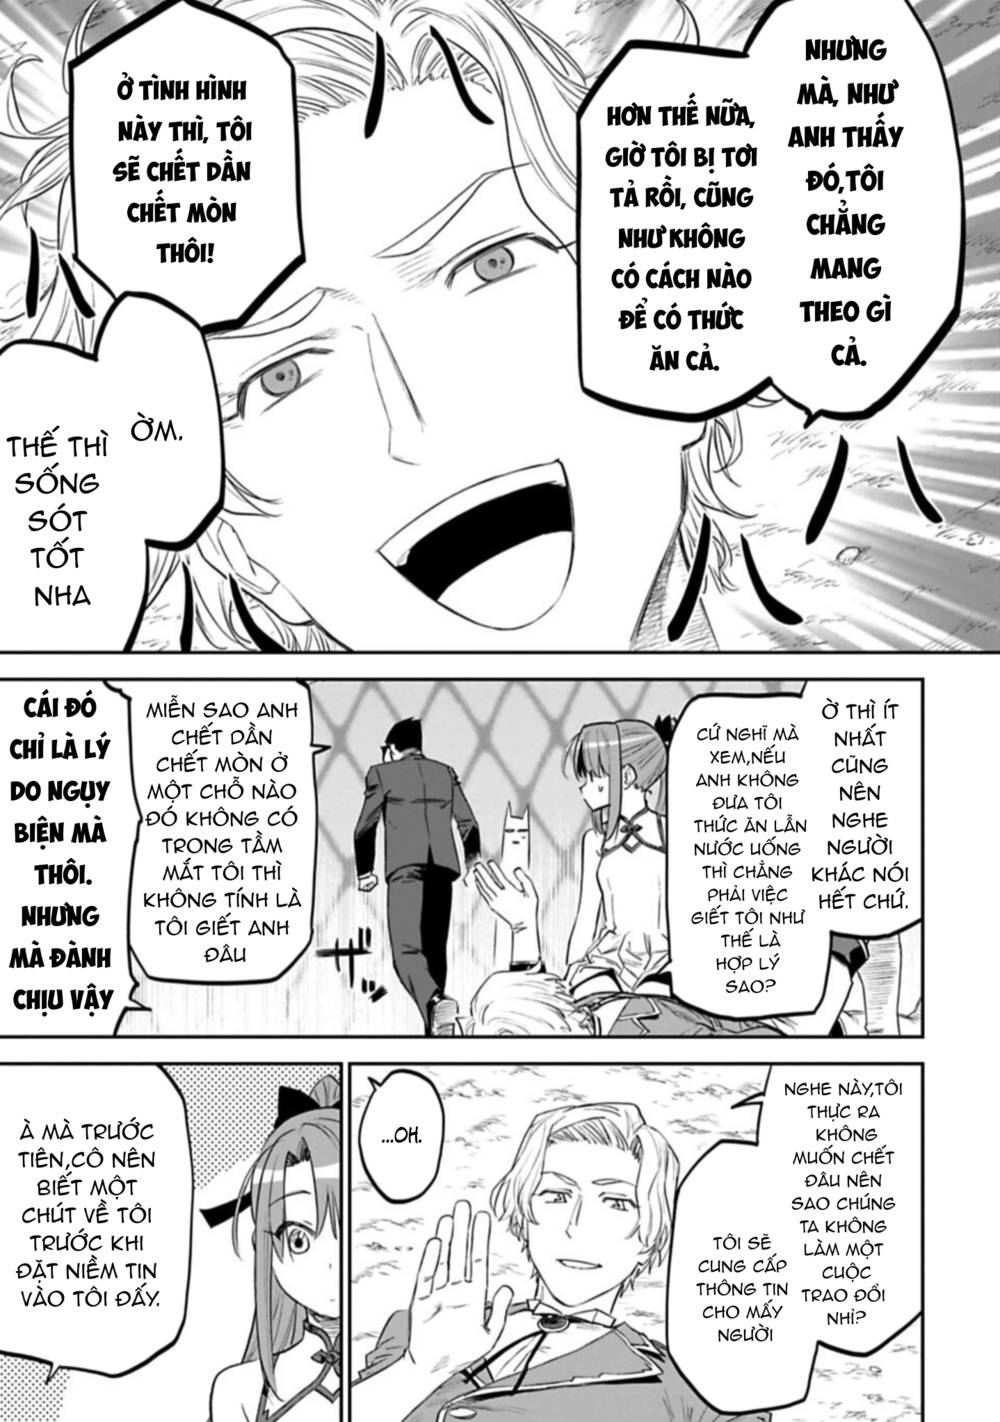 NHƯNG
MÀ, NHƯ
ANH THẤY
ĐÓ,TÔI
CHẲNG
MANG
THEO GÌ
CẢ.
HƠN THẾ NỮA,
GIỜ TÔI BỊ TƠI
TẢ RỒI, CŨNG
NHƯ KHÔNG
CÓ CÁCH NÀO
ĐỂ CÓ THỨC
ĂN CẢ.
Ở TÌNH HÌNH
NÀY THÌ, TÔI
SẼ CHẾT DẦN
CHẾT MÒN
THÔI!
ỜM.
THẾ THÌ
SỐNG
SÓT
TỐT
NHA
Ờ THÌ ÍT
NHẤT
CŨNG
NÊN
NGHE
NGƯỜI
KHÁC NÓI
HẾT CHỨ.
CỨ NGHĨ MÀ
XEM,NẾU
ANH KHÔNG
ĐƯA TÔI
THỨC ĂN LẪN
NƯỚC UỐNG
THÌ CHẲNG
PHẢI VIỆC
GIẾT TÔI NHƯ
THẾ LÀ
HỢP LÝ
SAO?
MIỄN SAO ANH
CHẾT DẦN
CHẾT MÒN Ở
MỘT CHỖ NÀO
ĐÓ KHÔNG CÓ
TRONG TẦM
MẮT TÔI THÌ
KHÔNG TÍNH LÀ
TÔI GIẾT ANH
ĐÂU
ザッ
CÁI ĐÓ
CHỈ LÀ LÝ
DO NGỤY
BIỆN MÀ
THÔI.
NHƯNG
MÀ ĐÀNH
CHỊU VẬY
NGHE NÀY,TÔI
THỰC RA
KHÔNG
MUỐN CHẾT
ĐÂU NÊN
SAO CHÚNG
TA KHÔNG
LÀM MỘT
CUỘC
TRAO ĐỔI
NHỈ?
TÔI SẼ
CUNG CẤP
THÔNG TIN
CHO MẤY
NGƯỜI
...OH.
À MÀ TRƯỚC
TIÊN,CÔ NÊN
BIẾT MỘT
CHÚT VỀ TÔI
TRƯỚC KHI
ĐẶT NIỀM TIN
VÀO TÔI ĐẤY.